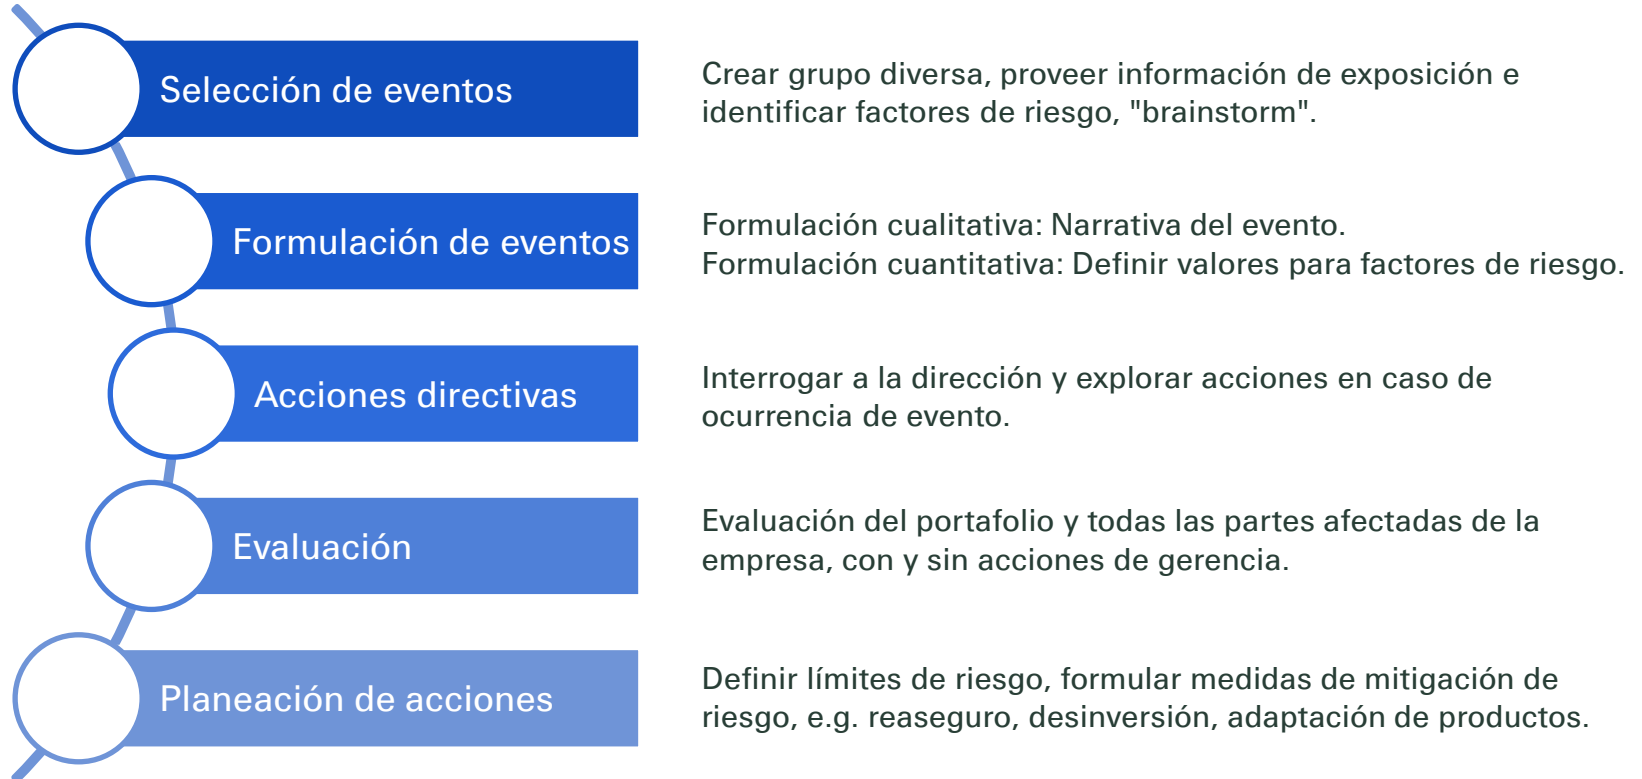 Selección de eventos
Crear grupo diversa, proveer información de exposición e
identificar factores de riesgo, "brainstorm".
Formulación de eventos
Formulación cualitativa: Narrativa del evento.
Formulación cuantitativa: Definir valores para factores de riesgo.
Acciones directivas
Interrogar a la dirección y explorar acciones en caso de
ocurrencia de evento.
Evaluación
Evaluación del portafolio y todas las partes afectadas de la
empresa, con y sin acciones de gerencia.
Planeación de acciones
Definir límites de riesgo, formular medidas de mitigación de
riesgo, e.g. reaseguro, desinversión, adaptación de productos.